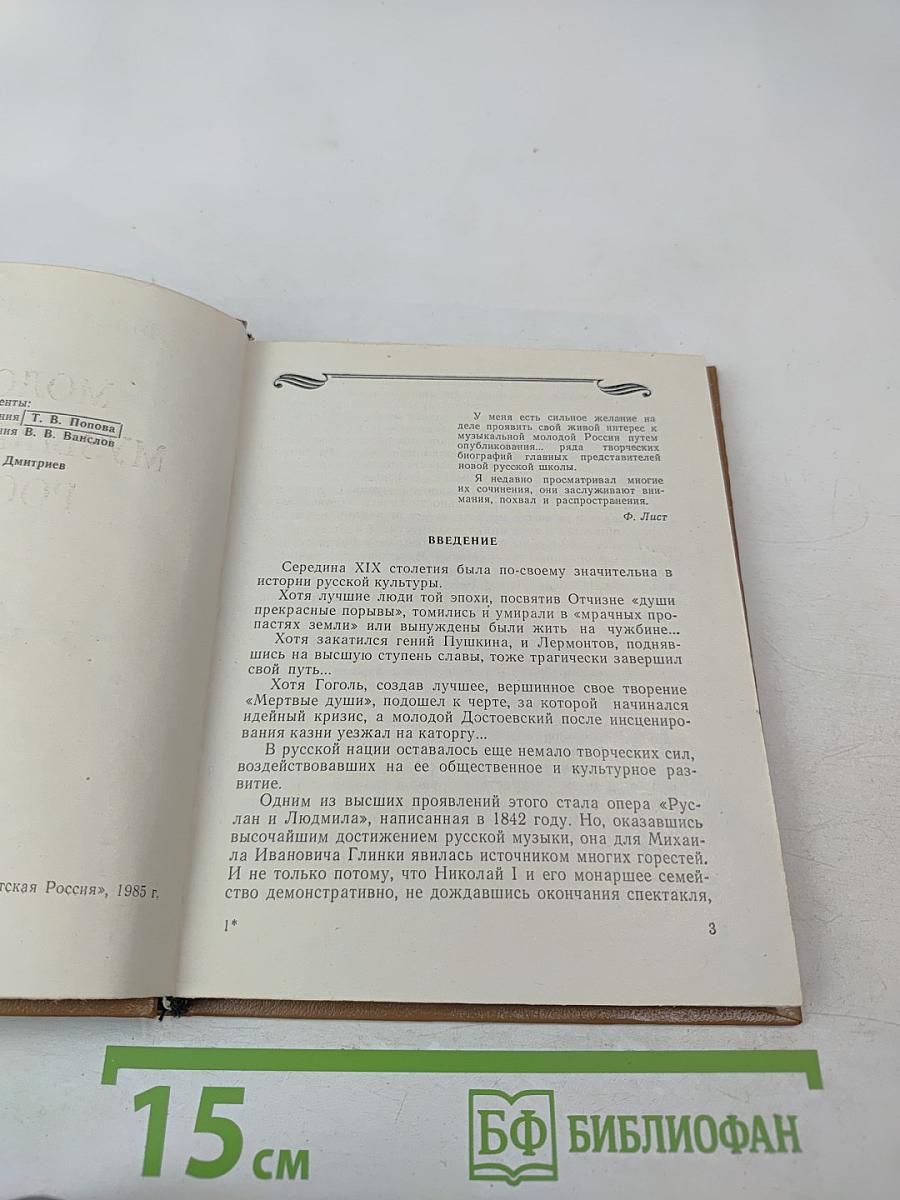 енты:
ния Т. В. Попова
ния В. В. Ванслов
Дмитриев
тская Россия», 1985 г.
У меня есть сильное желание на
деле проявить свой живой интерес к
музыкальной молодой России путем
опубликования... ряда творческих
биографий главных представителей
новой русской школы.
Я недавно просматривал многие
их сочинения, они заслуживают вни-
мания, похвал и распространения.
Ф. Лист
ВВЕДЕНИЕ
Середина XIX столетия была по-своему значительна в
истории русской культуры.
Хотя лучшие люди той эпохи, посвятив Отчизне «души
прекрасные порывы», томились и умирали в «мрачных про-
пастях земли» или вынуждены были жить на чужбине...
Хотя закатился гений Пушкина, и Лермонтов, подняв-
шись на высшую ступень славы, тоже трагически завершил
свой путь...
Хотя Гоголь, создав лучшее, вершинное свое творение
«Мертвые души», подошел к черте, за которой начинался
идейный кризис, а молодой Достоевский после инсцениро-
вания казни уезжал на каторгу...
В русской нации оставалось еще немало творческих сил,
воздействовавших на ее общественное и культурное раз-
витие.
Одним из высших проявлений этого стала опера «Рус-
лан и Людмила», написанная в 1842 году. Но, оказавшись
высочайшим достижением русской музыки, она для Михаи-
ла Ивановича Глинки явилась источником многих горестей.
И не только потому, что Николай I и его монаршее семей-
ство демонстративно, не дождавшись окончания спектакля,
1*
3
15 см
БФ БИБЛИОФАН